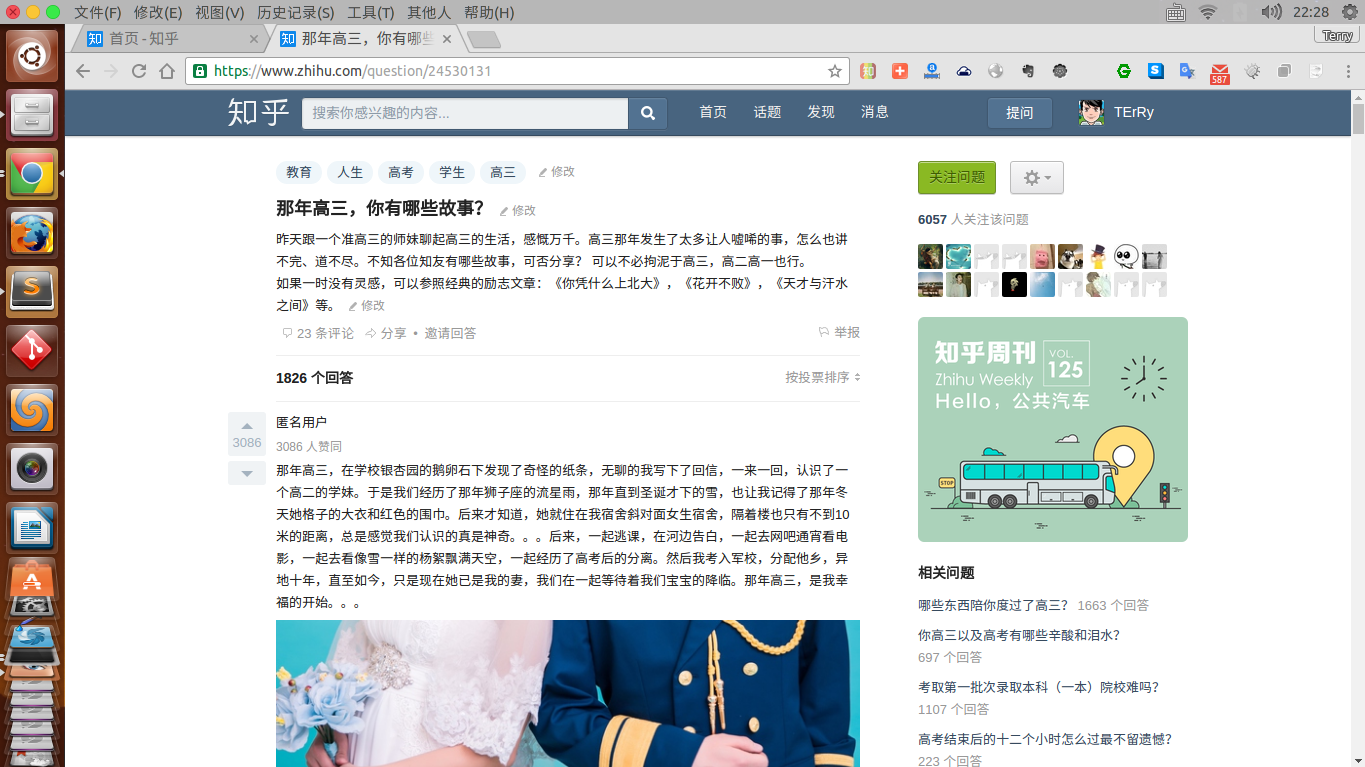 文件(F) 修改(E) 视图(V) 历史记录(S) 工具(T) 其他人 帮助(H)
22:28
Terry
知 首页 - 知乎
知 那年高三，你有哪些
https://www.zhihu.com/question/24530131
587
知乎
搜索你感兴趣的内容...
首页 话题 发现 消息
提问
TErRy
教育 人生 高考 学生 高三 修改
那年高三，你有哪些故事？ 修改
昨天跟一个准高三的师妹聊起高三的生活，感慨万千。高三那年发生了太多让人嘘唏的事，怎么也讲
不完、道不尽。不知各位知友有哪些故事，可否分享？ 可以不必拘泥于高三，高二高一也行。
如果一时没有灵感，可以参照经典的励志文章：《你凭什么上北大》，《花开不败》，《天才与汗水
之间》等。 修改
23 条评论 分享 • 邀请回答
举报
1826 个回答
按投票排序
3086
匿名用户
3086 人赞同
那年高三，在学校银杏园的鹅卵石下发现了奇怪的纸条，无聊的我写下了回信，一来一回，认识了一
个高二的学妹。于是我们经历了那年狮子座的流星雨，那年直到圣诞才下的雪，也让我记得了那年冬
天她格子的大衣和红色的围巾。后来才知道，她就住在我宿舍斜对面女生宿舍，隔着楼也只有不到10
米的距离，总是感觉我们认识的真是神奇。。。后来，一起逃课，在河边告白，一起去网吧通宵看电
影，一起去看像雪一样的杨絮飘满天空，一起经历了高考后的分离。然后我考入军校，分配他乡，异
地十年，直至如今，只是现在她已是我的妻，我们在一起等待着我们宝宝的降临。那年高三，是我幸
福的开始。。。
关注问题
6057 人关注该问题
知乎周刊
VOL.
125
Zhihu Weekly
Hello，公共汽车
STOP
相关问题
哪些东西陪你度过了高三？ 1663 个回答
你高三以及高考有哪些辛酸和泪水？
697 个回答
考取第一批次录取本科（一本）院校难吗？
1107 个回答
高考结束后的十二个小时怎么过最不留遗憾？
223 个回答